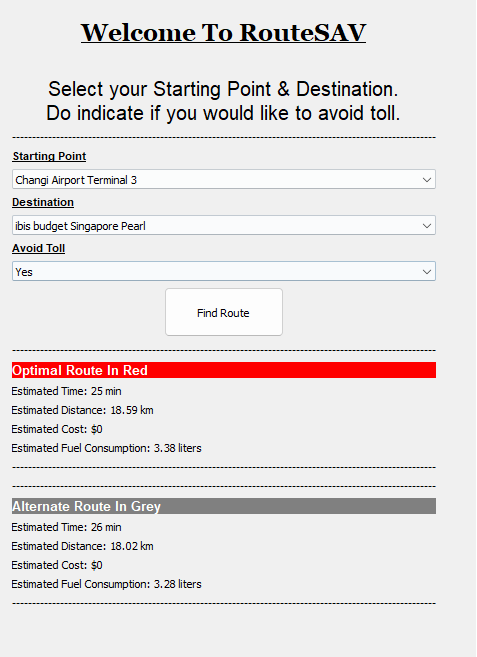 Welcome To RouteSAV
Select your Starting Point & Destination.
Do indicate if you would like to avoid toll.
Starting Point
Changi Airport Terminal 3
Destination
ibis budget Singapore Pearl
Avoid Toll
Yes
Find Route
Optimal Route In Red
Estimated Time: 25 min
Estimated Distance: 18.59 km
Estimated Cost: $0
Estimated Fuel Consumption: 3.38 liters
Alternate Route In Grey
Estimated Time: 26 min
Estimated Distance: 18.02 km
Estimated Cost: $0
Estimated Fuel Consumption: 3.28 liters